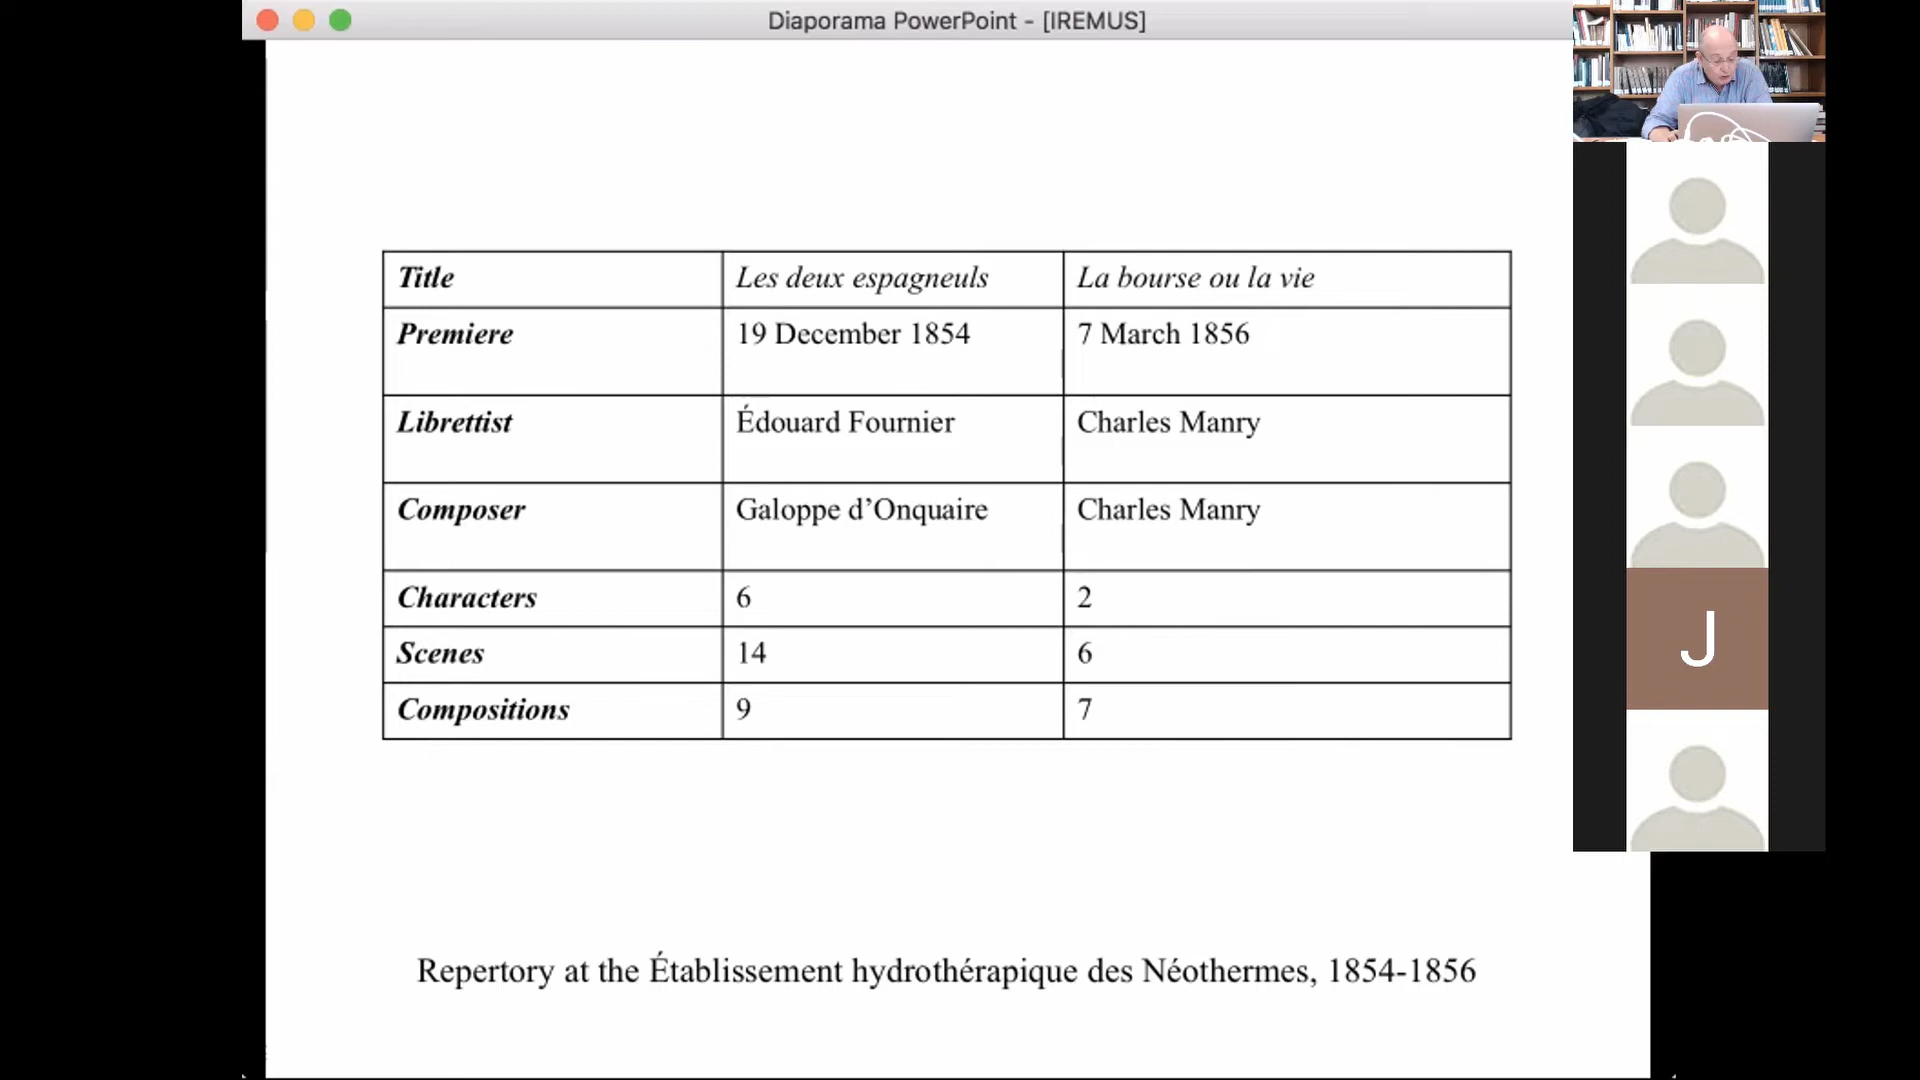 Diaporama PowerPoint - [IREMUS]
Title Les deux espagneuls La bourse ou la vie
Premiere 19 December 1854 7 March 1856
Librettist Édouard Fournier Charles Manry
Composer Galoppe d’Onquaire Charles Manry
Characters 6 2
Scenes 14 6
Compositions 9 7
J
Repertory at the Établissement hydrothérapique des Néothermes, 1854-1856